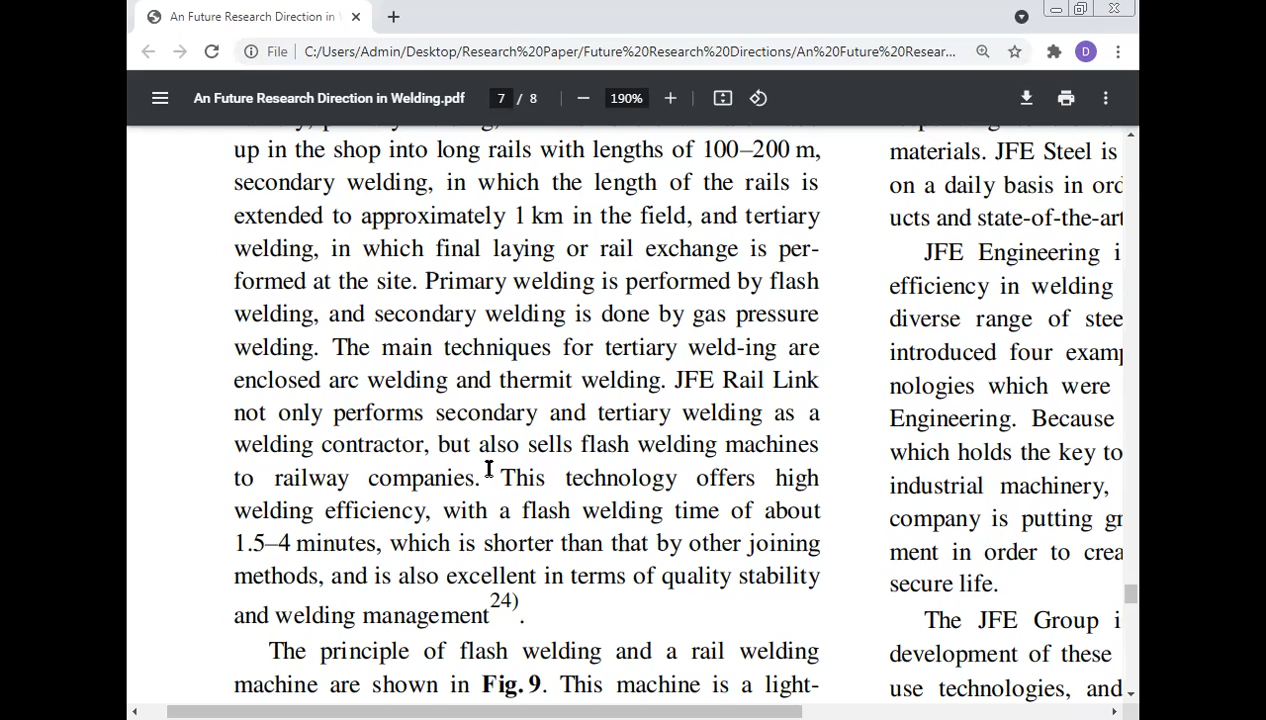 An Future Research Direction in
File
C:/Users/Admin/Desktop/Research%20Paper/Future%20Research%20Directions/An%20Future%20Resear...
D
An Future Research Direction in Welding.pdf
7 / 8
190%
up in the shop into long rails with lengths of 100–200 m,
secondary welding, in which the length of the rails is
extended to approximately 1 km in the field, and tertiary
welding, in which final laying or rail exchange is per-
formed at the site. Primary welding is performed by flash
welding, and secondary welding is done by gas pressure
welding. The main techniques for tertiary weld-ing are
enclosed arc welding and thermit welding. JFE Rail Link
not only performs secondary and tertiary welding as a
welding contractor, but also sells flash welding machines
to railway companies. This technology offers high
welding efficiency, with a flash welding time of about
1.5–4 minutes, which is shorter than that by other joining
methods, and is also excellent in terms of quality stability
and welding management24).
The principle of flash welding and a rail welding
machine are shown in Fig. 9. This machine is a light-
materials. JFE Steel is
on a daily basis in ord
ucts and state-of-the-art
JFE Engineering i
efficiency in welding
diverse range of stee
introduced four examp
nologies which were
Engineering. Because
which holds the key to
industrial machinery,
company is putting gr
ment in order to crea
secure life.
The JFE Group i
development of these
use technologies, and